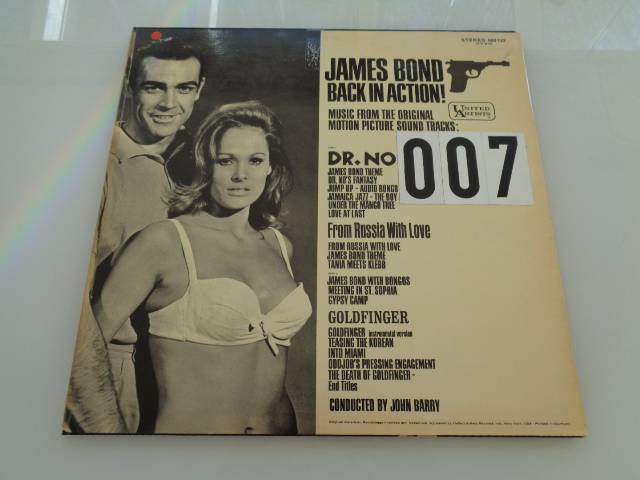 JAMES BOND
BACK IN ACTION!
UNITED ARTISTS
MUSIC FROM THE ORIGINAL
MOTION PICTURE SOUND TRACKS:
007
DR. NO
JAMES BOND THEME
DR. NO'S FANTASY
JUMP UP - AUDIO BONGO
JAMAICA JAZZ - THE BOY
UNDER THE MANGO TREE
LOVE AT LAST
From Russia With Love
FROM RUSSIA WITH LOVE
JAMES BOND THEME
TANIA MEETS KLEBB
JAMES BOND WITH BONGOS
MEETING IN ST. SOPHIA
GYPSY CAMP
GOLDFINGER
GOLDFINGER instrumental version
TEASING THE KOREAN
INTO MIAMI
ODDJOB'S PRESSING ENGAGEMENT
THE DEATH OF GOLDFINGER -
End Titles
CONDUCTED BY JOHN BARRY